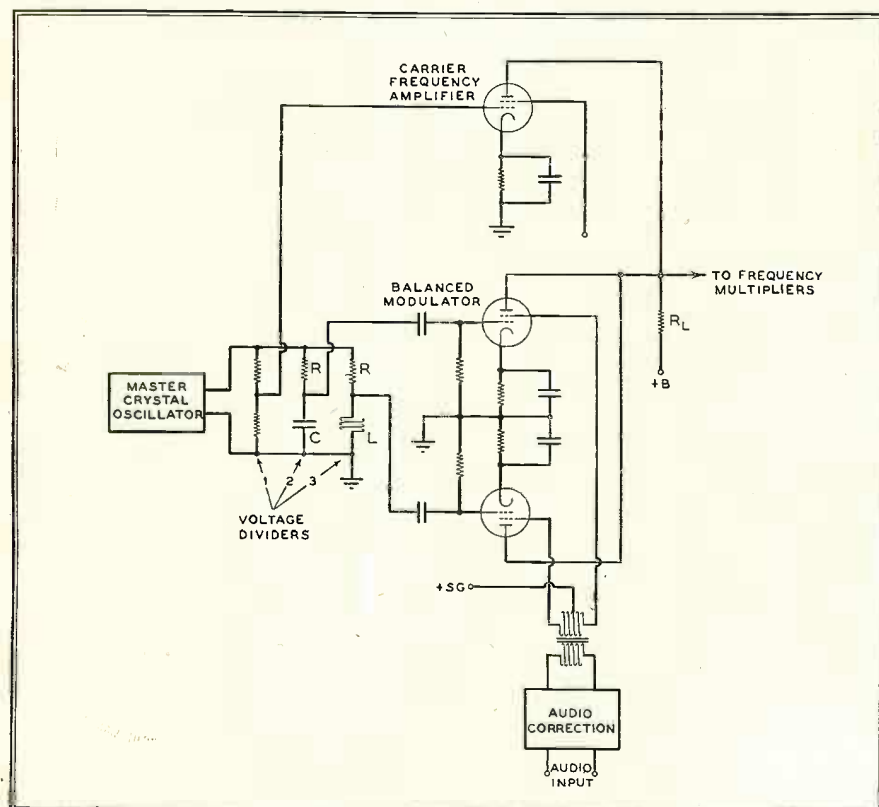 CARRIER
FREQUENCY
AMPLIFIER
TO FREQUENCY
MULTIPLIERS
BALANCED
MODULATOR
R_L
+B
MASTER
CRYSTAL
OSCILLATOR
R
R
C
L
1 2 3
VOLTAGE
DIVIDERS
+SG
AUDIO
CORRECTION
AUDIO
INPUT